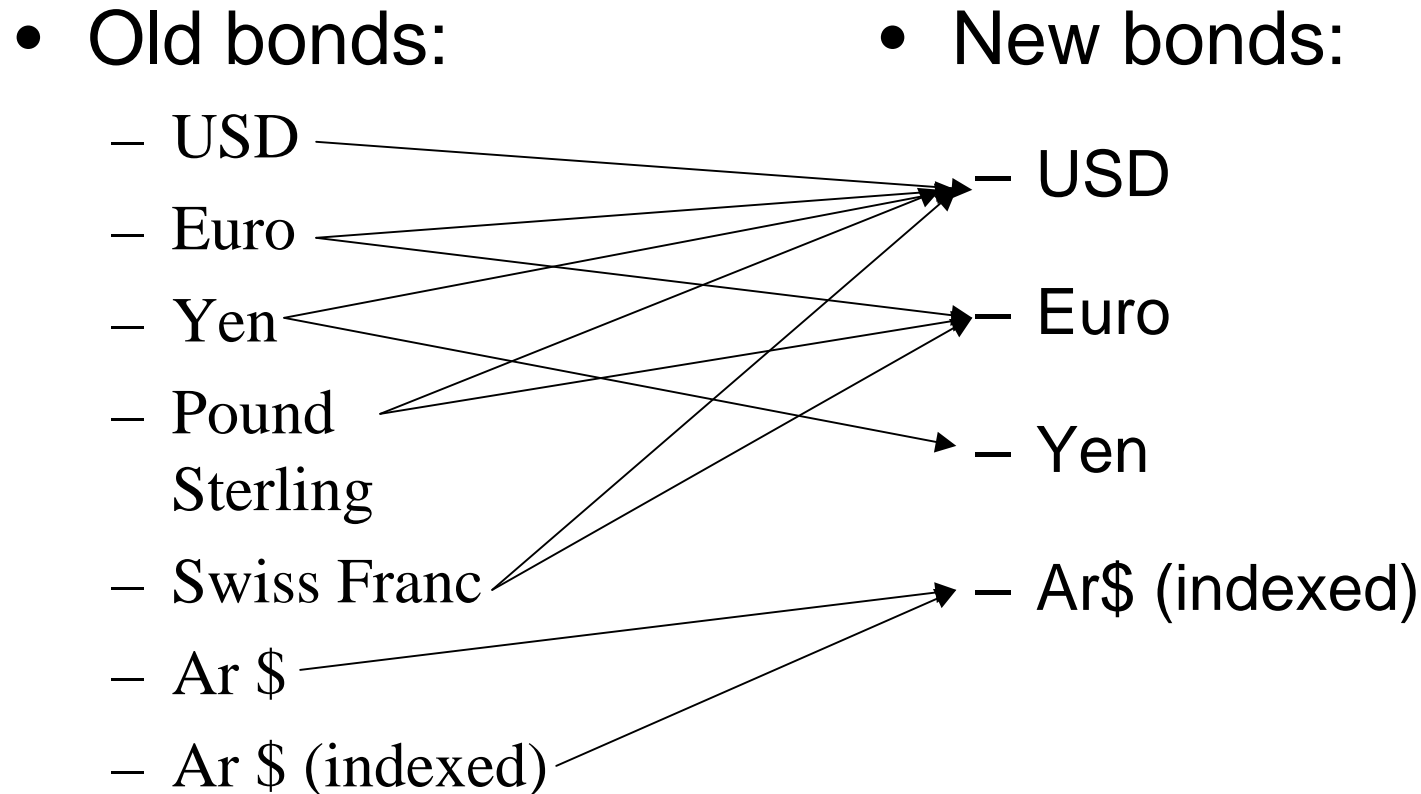 • Old bonds:
– USD
– Euro
– Yen
– Pound
Sterling
– Swiss Franc
– Ar $
– Ar $ (indexed)
• New bonds:
– USD
– Euro
– Yen
– Ar$ (indexed)